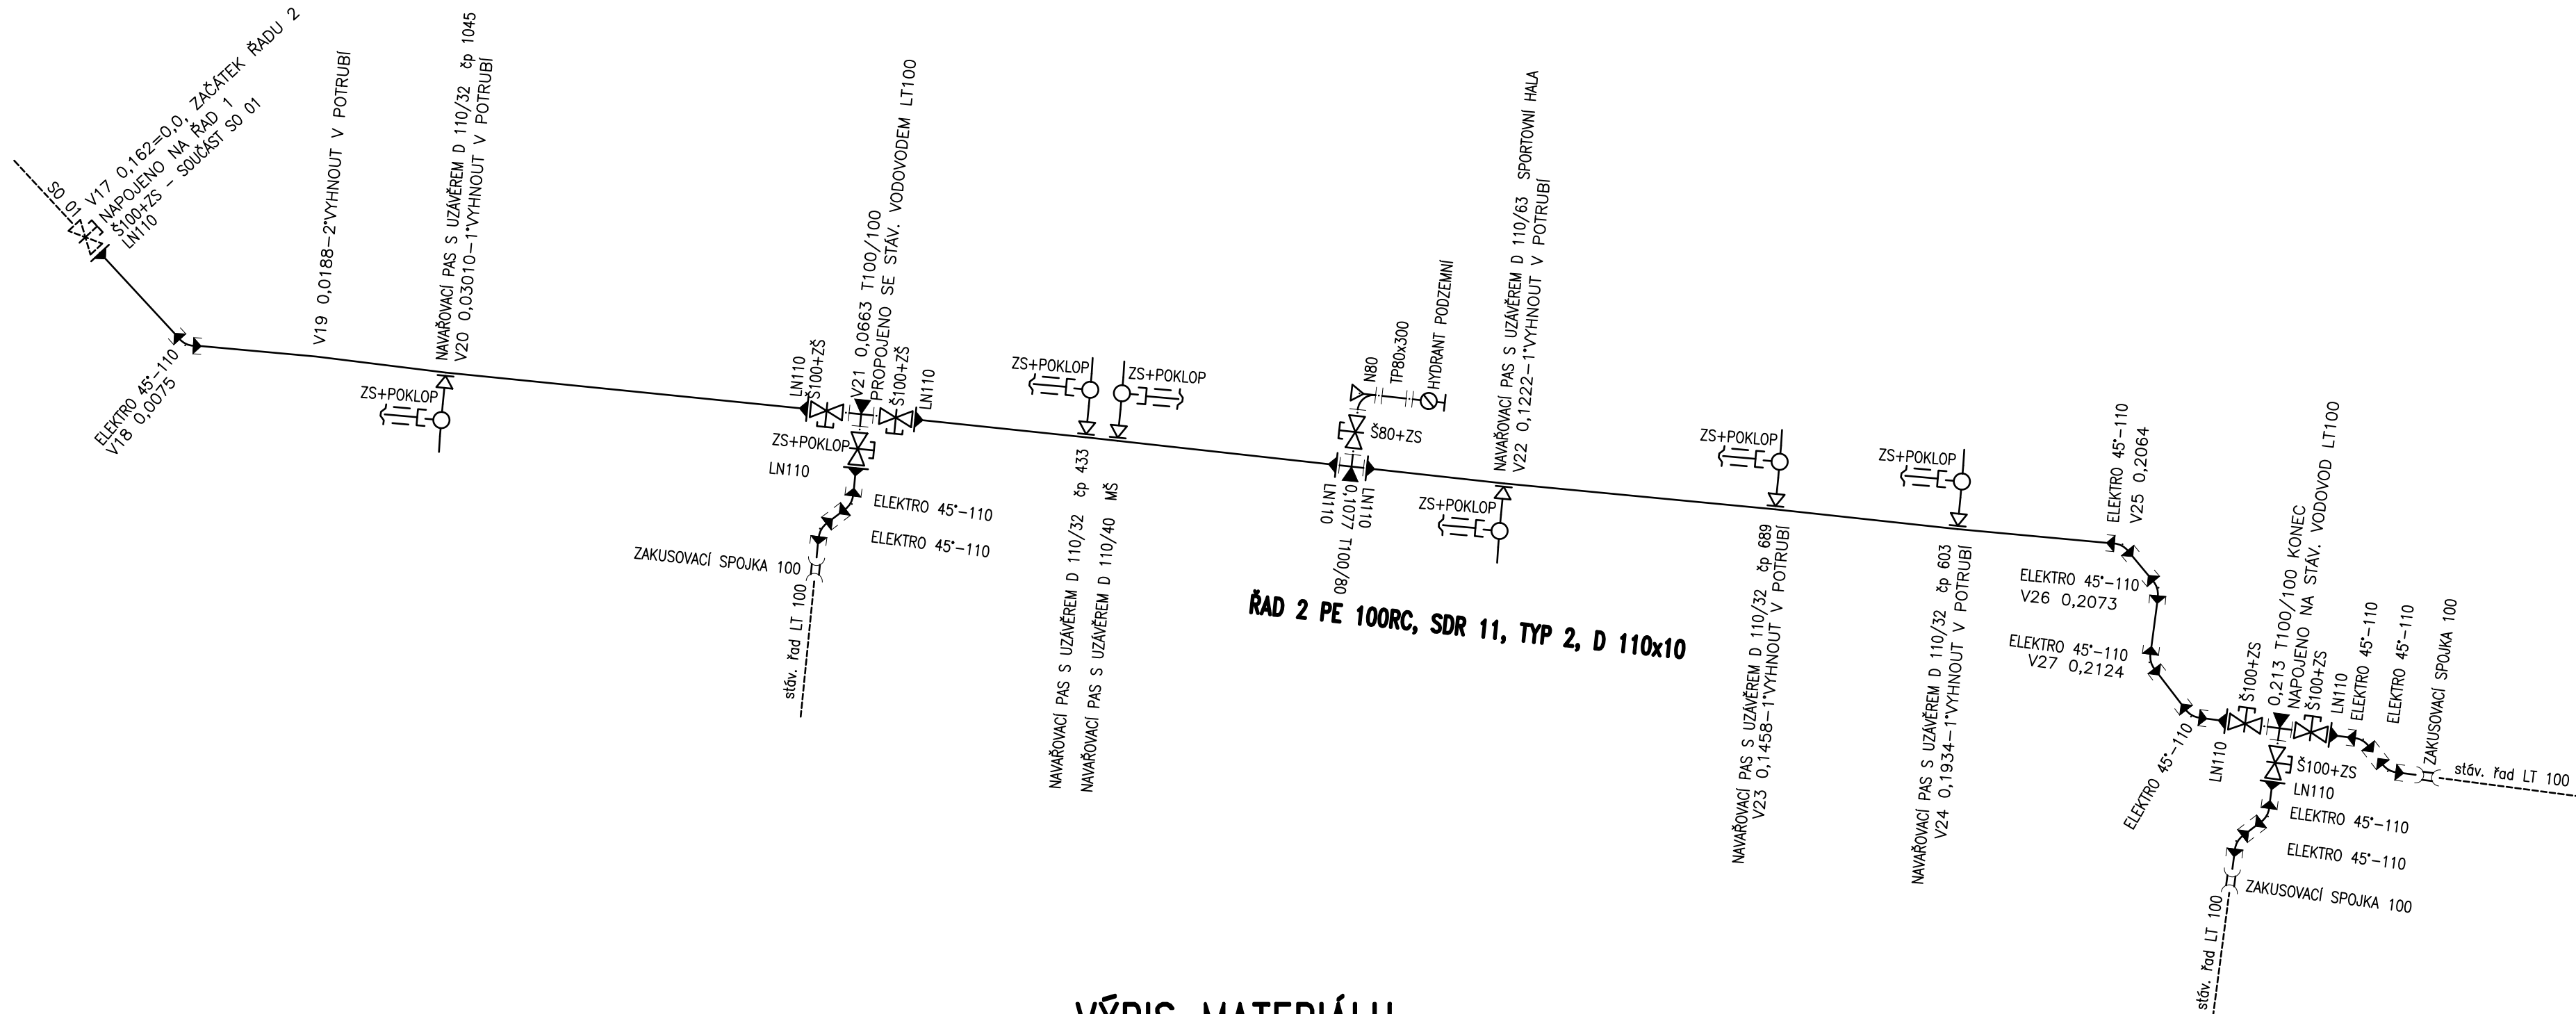 SO 01
V17 0,162=0,0, ZAČÁTEK ŘADU 2
NAPOJENO NA ŘAD 1
Š100+ZS - SOUČÁST SO 01
LN110
ELEKTRO 45°-110
V18 0,0075
V19 0,0188-2°VYHNOUT V POTRUBÍ
NAVAŘOVACÍ PAS S UZÁVĚREM D 110/32 čp 1045
V20 0,03010-1°VYHNOUT V POTRUBÍ
ZS+POKLOP
LN110
Š100+ZŠ
V21 0,0663 T100/100
PROPOJENO SE STÁV. VODOVODEM LT100
Š100+ZŠ
LN110
ZS+POKLOP
LN110
ELEKTRO 45°-110
ELEKTRO 45°-110
ZAKUSOVACÍ SPOJKA 100
stáv. řad LT 100
ZS+POKLOP
ZS+POKLOP
NAVAŘOVACÍ PAS S UZÁVĚREM D 110/32 čp 433
NAVAŘOVACÍ PAS S UZÁVĚREM D 110/40 MŠ
N80
TP80x300
HYDRANT PODZEMNÍ
Š80+ZS
LN110
0,1077 T100/80
LN110
NAVAŘOVACÍ PAS S UZÁVĚREM D 110/63 SPORTOVNÍ HALA
V22 0,1222-1°VYHNOUT V POTRUBÍ
ZS+POKLOP
ŘAD 2 PE 100RC, SDR 11, TYP 2, D 110x10
ZS+POKLOP
NAVAŘOVACÍ PAS S UZÁVĚREM D 110/32 čp 689
V23 0,1458-1°VYHNOUT V POTRUBÍ
ZS+POKLOP
NAVAŘOVACÍ PAS S UZÁVĚREM D 110/32 čp 603
V24 0,1934-1°VYHNOUT V POTRUBÍ
ELEKTRO 45°-110
V25 0,2064
ELEKTRO 45°-110
V26 0,2073
ELEKTRO 45°-110
V27 0,2124
ELEKTRO 45°-110
LN110
Š100+ZS
0,213 T100/100 KONEC
NAPOJENO NA STÁV. VODOVOD LT100
Š100+ZS
LN110
ELEKTRO 45°-110
ELEKTRO 45°-110
ZAKUSOVACÍ SPOJKA 100
stáv. řad LT 100
Š100+ZS
LN110
ELEKTRO 45°-110
ELEKTRO 45°-110
ZAKUSOVACÍ SPOJKA 100
stáv. řad LT 100
VÝPIS MATERIÁLU